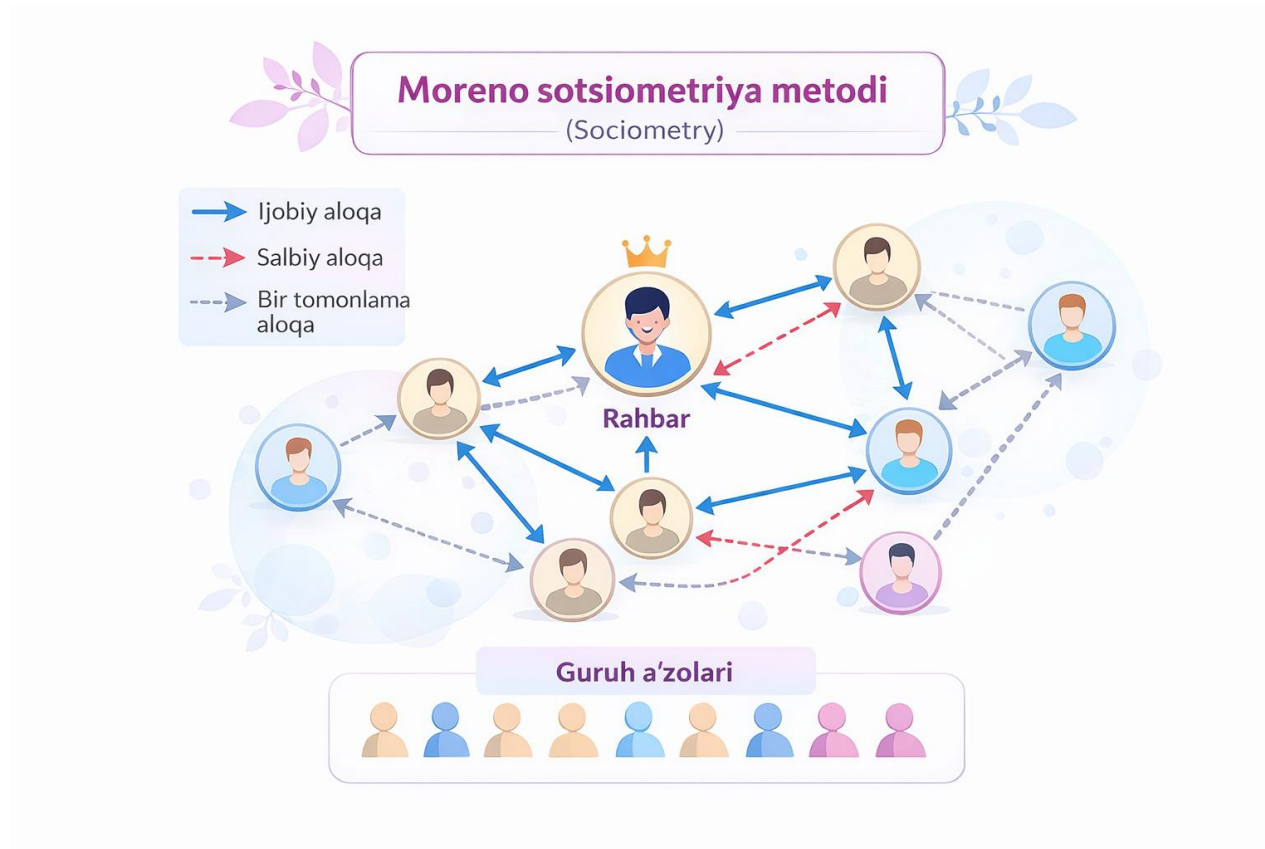 Moreno sotsiometriya metodi
(Sociometry)
Ijobiy aloqa
Salbiy aloqa
Bir tomonlama
aloqa
Rahbar
Guruh a‘zolari